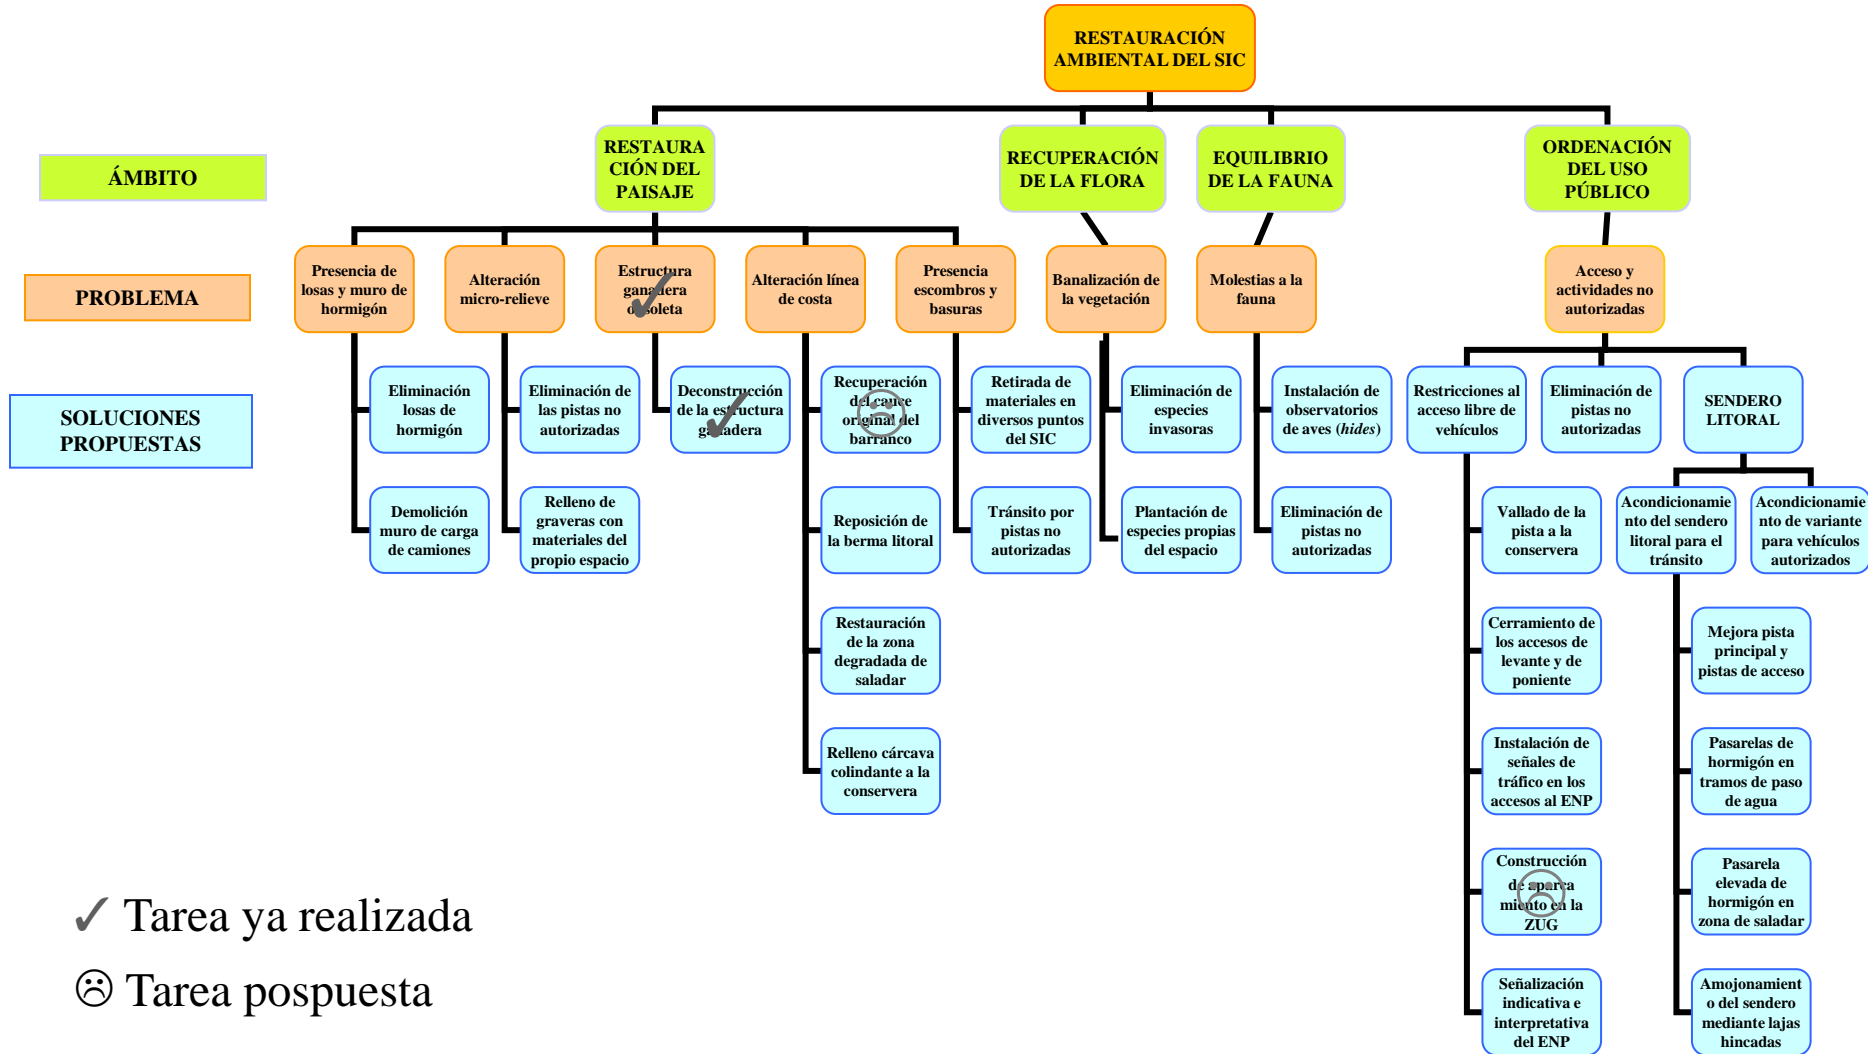 RESTAURACIÓN
AMBIENTAL DEL SIC
ÁMBITO
RESTAURA
CIÓN DEL
PAISAJE
RECUPERACIÓN
DE LA FLORA
EQUILIBRIO
DE LA FAUNA
ORDENACIÓN
DEL USO
PÚBLICO
PROBLEMA
Presencia de
losas y muro de
hormigón
Alteración
micro-relieve
Estructura
ganadera
obsoleta
Alteración línea
de costa
Presencia
escombros y
basuras
Banalización de
la vegetación
Molestias a la
fauna
Acceso y
actividades no
autorizadas
SOLUCIONES
PROPUESTAS
Eliminación
losas de
hormigón
Eliminación de
las pistas no
autorizadas
Deconstrucción
de la estructura
ganadera
Recuperación
del cauce
original del
barranco
Retirada de
materiales en
diversos puntos
del SIC
Eliminación de
especies
invasoras
Instalación de
observatorios
de aves (hides)
Restricciones al
acceso libre de
vehículos
Eliminación de
pistas no
autorizadas
SENDERO
LITORAL
Demolición
muro de carga
de camiones
Relleno de
graveras con
materiales del
propio espacio
Reposición de
la berma litoral
Tránsito por
pistas no
autorizadas
Plantación de
especies propias
del espacio
Eliminación de
pistas no
autorizadas
Vallado de la
pista a la
conservera
Acondicionamie
nto del sendero
litoral para el
tránsito
Acondicionamie
nto de variante
para vehículos
autorizados
Restauración
de la zona
degradada de
saladar
Cerramiento de
los accesos de
levante y de
poniente
Mejora pista
principal y
pistas de acceso
Relleno cárcava
colindante a la
conservera
Instalación de
señales de
tráfico en los
accesos al ENP
Pasarelas de
hormigón en
tramos de paso
de agua
Construcción
de aparca
miento en la
ZUG
Pasarela
elevada de
hormigón en
zona de saladar
Señalización
indicativa e
interpretativa
del ENP
Amojonamient
o del sendero
mediante lajas
hincadas
✓ Tarea ya realizada
☹ Tarea pospuesta